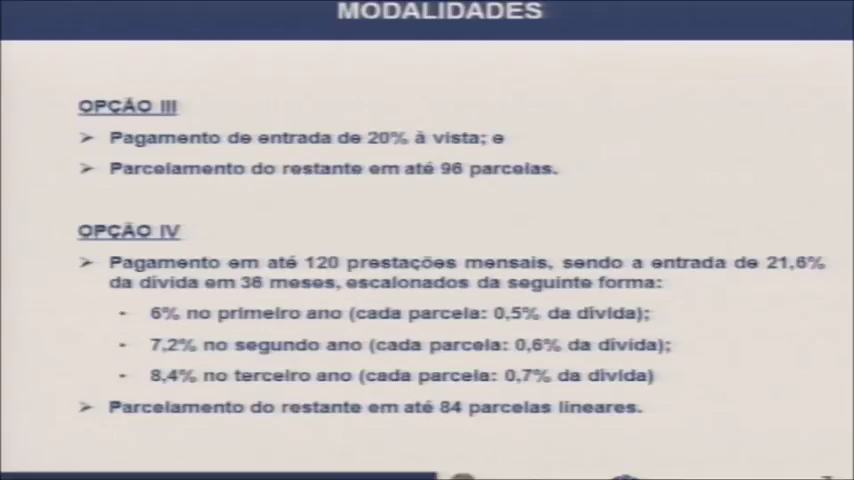 MODALIDADES
OPÇÃO III
➢ Pagamento de entrada de 20% à vista; e
➢ Parcelamento do restante em até 96 parcelas.
OPÇÃO IV
➢ Pagamento em até 120 prestações mensais, sendo a entrada de 21,6%
da dívida em 36 meses, escalonados da seguinte forma:
• 6% no primeiro ano (cada parcela: 0,5% da dívida);
• 7,2% no segundo ano (cada parcela: 0,6% da dívida);
• 8,4% no terceiro ano (cada parcela: 0,7% da dívida)
➢ Parcelamento do restante em até 84 parcelas lineares.